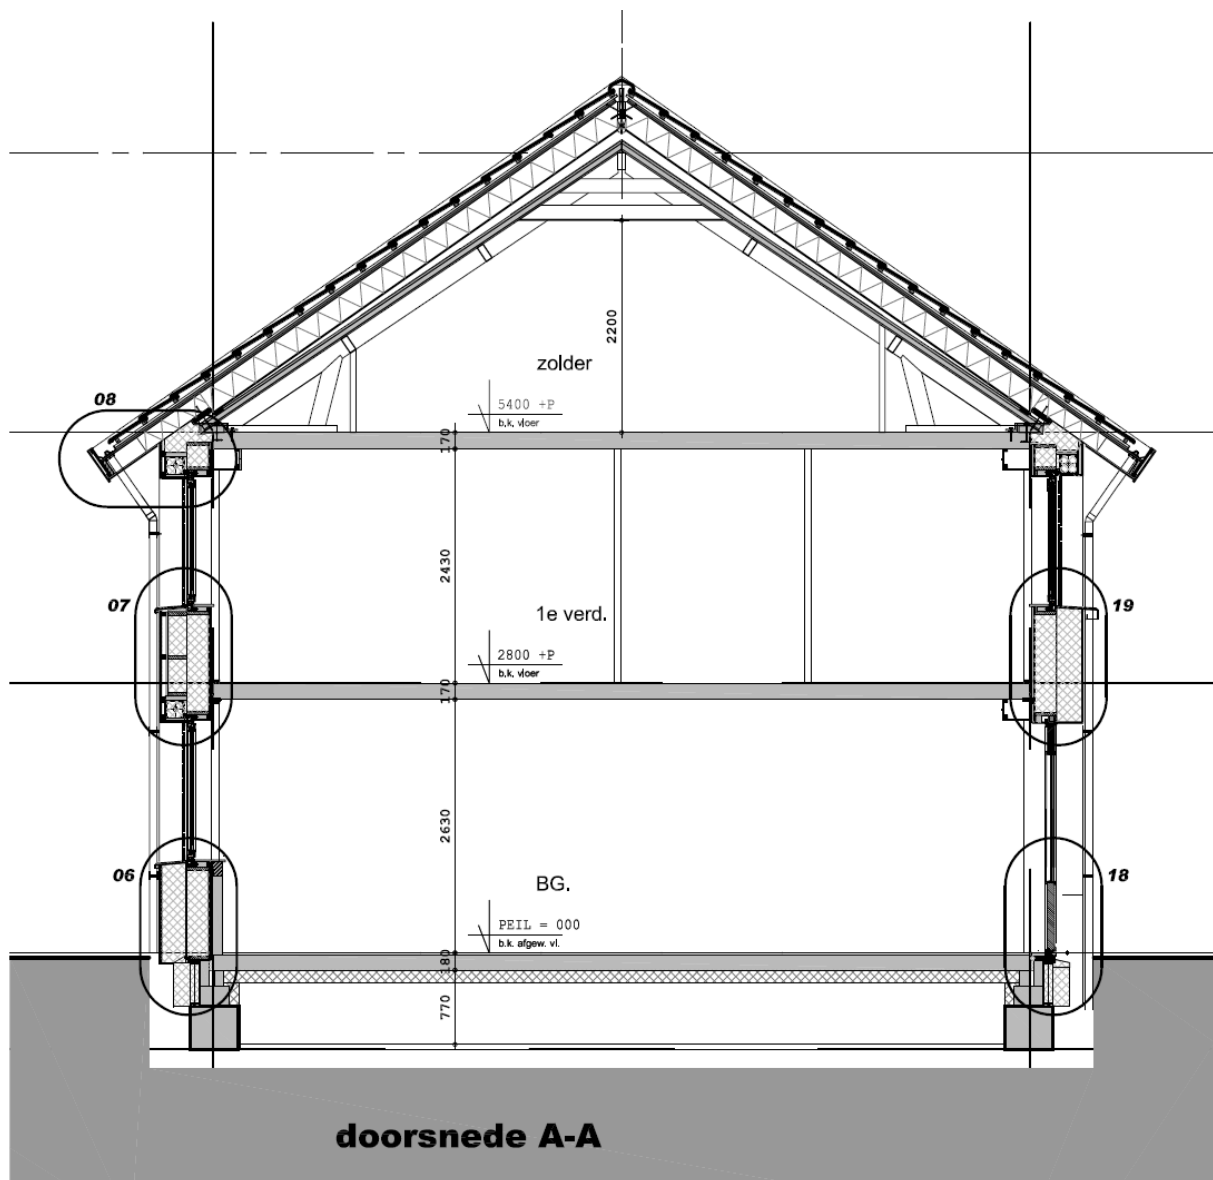 2200
zolder
08
5400 +P
b.k. vloer
170
2430
07
1e verd.
19
2800 +P
b.k. vloer
170
2630
06
BG.
18
PEIL = 000
b.k. afgew. vl.
180
770
doorsnede A-A